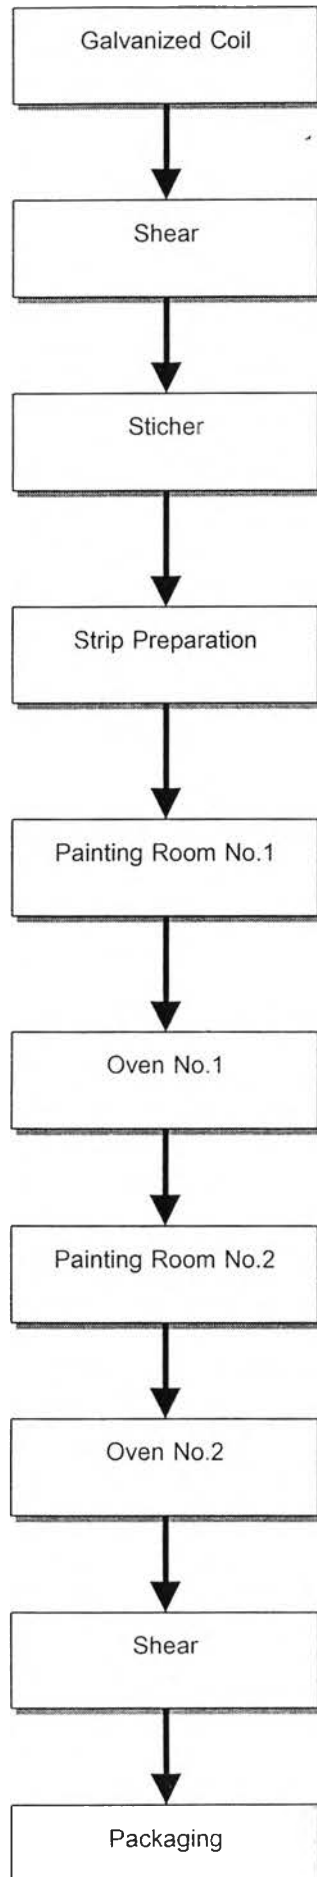 Galvanized Coil
Shear
Sticher
Strip Preparation
Painting Room No.1
Oven No.1
Painting Room No.2
Oven No.2
Shear
Packaging